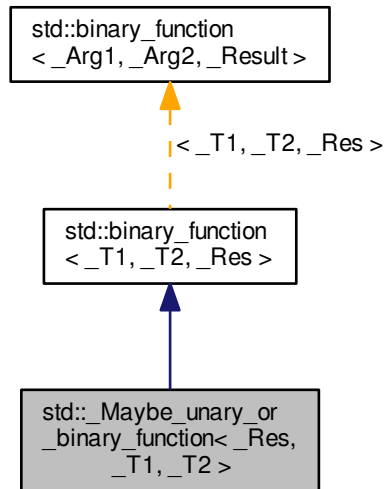 std::binary_function
< _Arg1, _Arg2, _Result >
< _T1, _T2, _Res >
std::binary_function
< _T1, _T2, _Res >
std::_Maybe_unary_or
_binary_function< _Res,
_T1, _T2 >